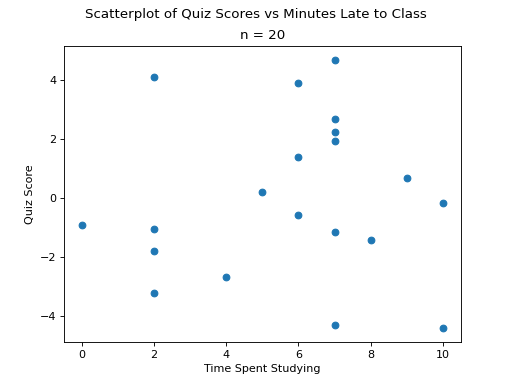 Scatterplot of Quiz Scores vs Minutes Late to Class
n = 20
4
2
0
−2
−4
Quiz Score
0 2 4 6 8 10
Time Spent Studying